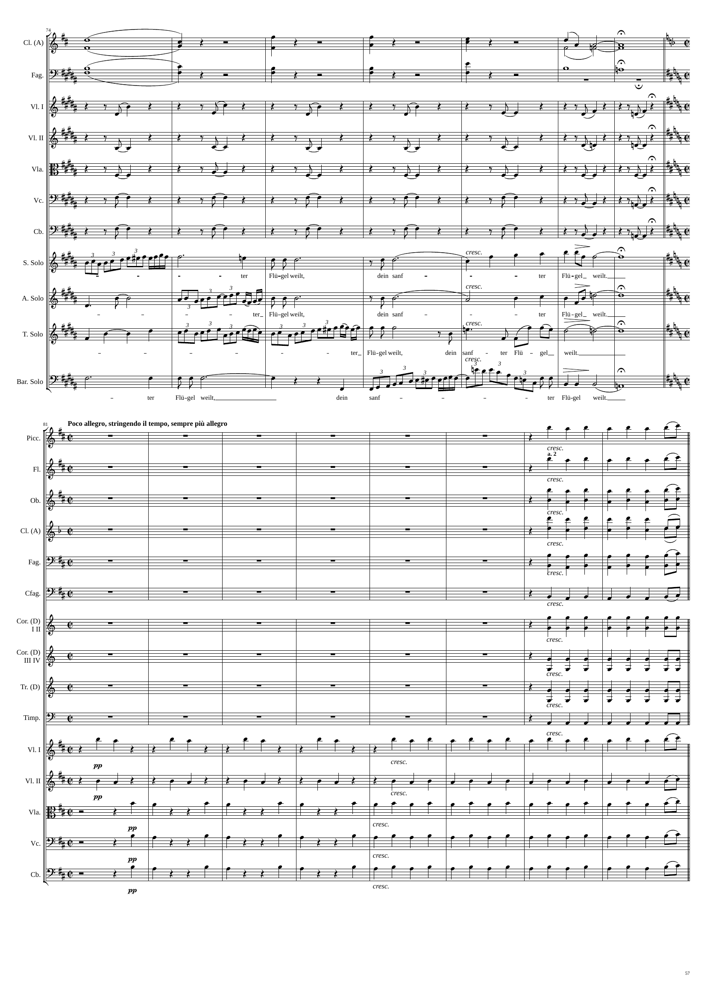 74
Cl. (A)
Fag.
Vl. I
Vl. II
Vla.
Vc.
Cb.
cresc.
3 3 3
S. Solo
- - - - ter Flü - gel weilt, dein sanf - - - ter Flü - gel_ weilt.
cresc.
A. Solo
3 3 3
- - - - - ter_ Flü - gel weilt, dein sanf - - - ter Flü - gel_ weilt.
cresc.
3 3 3 3 3 3
T. Solo
- - - - - - - - ter_ Flü - gel weilt, dein sanf - ter Flü - gel weilt.
cresc.
3 3 3 3 3 3
Bar. Solo
- ter Flü - gel weilt, dein sanf - - - - - - ter Flü - gel weilt.
81
Poco allegro, stringendo il tempo, sempre più allegro
Picc.
cresc.
a. 2
Fl.
cresc.
Ob.
cresc.
Cl. (A)
cresc.
Fag.
cresc.
Cfag.
cresc.
Cor. (D)
I II
cresc.
Cor. (D)
III IV
cresc.
Tr. (D)
cresc.
Timp.
cresc.
Vl. I
pp cresc.
Vl. II
pp cresc.
Vla.
pp cresc.
Vc.
pp cresc.
Cb.
pp cresc.
57